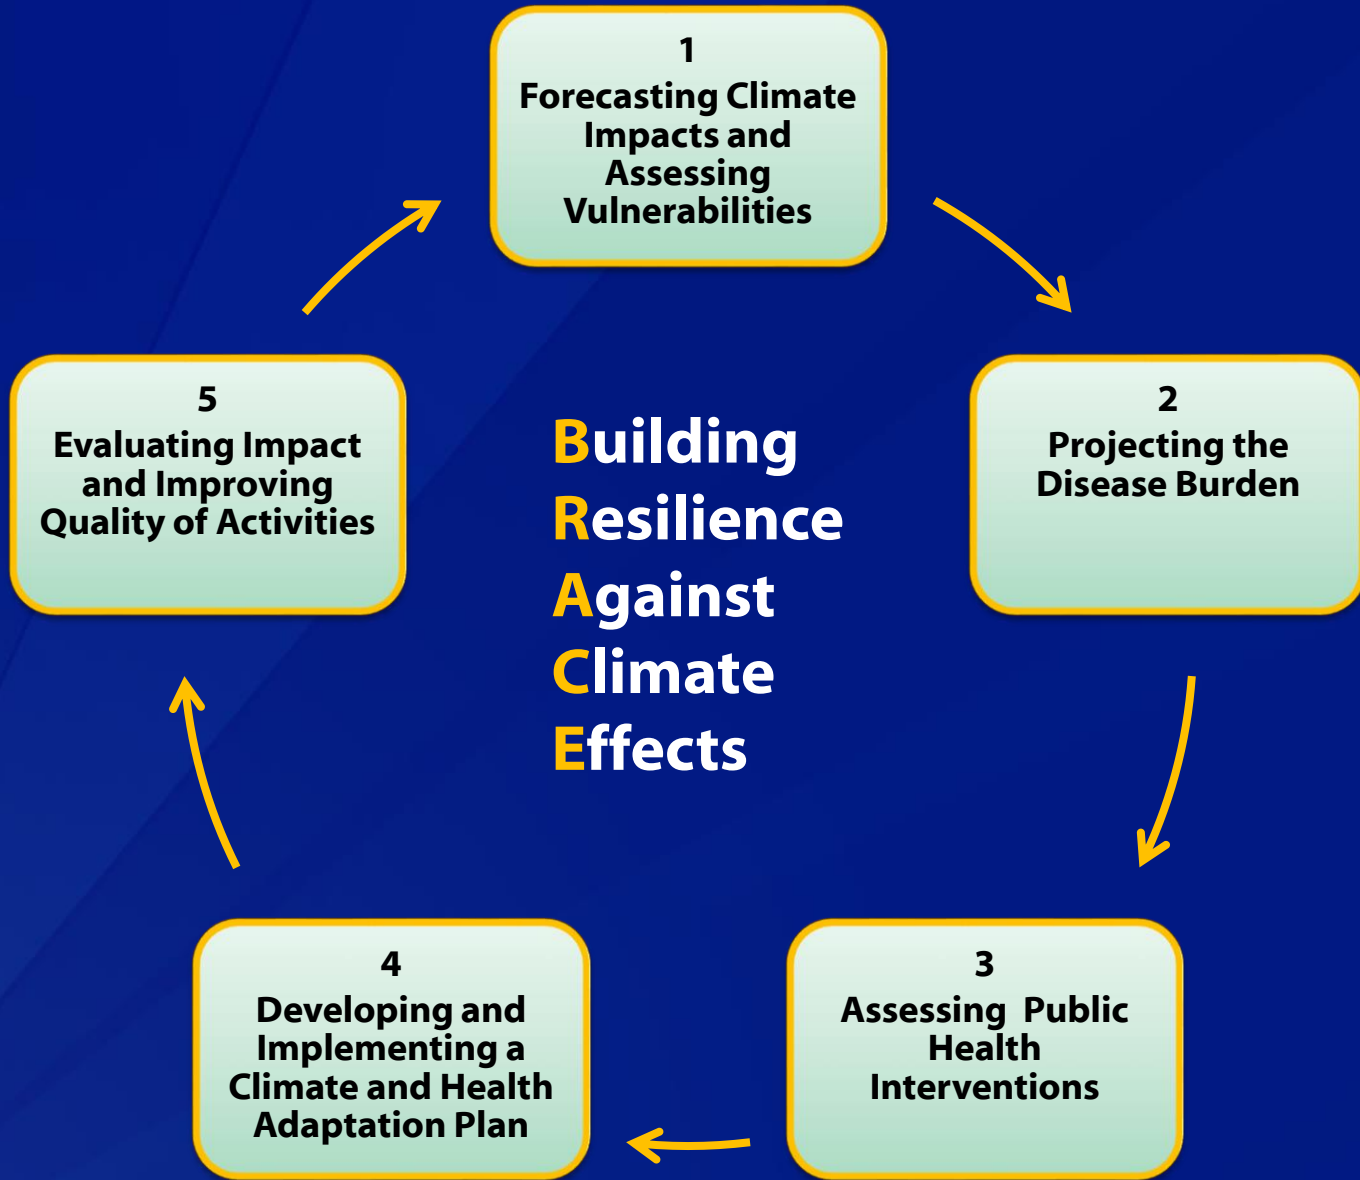 1
Forecasting Climate
Impacts and
Assessing
Vulnerabilities
2
Projecting the
Disease Burden
3
Assessing  Public
Health
Interventions
4
Developing and
Implementing a
Climate and Health
Adaptation Plan
5
Evaluating Impact
and Improving
Quality of Activities
Building
Resilience
Against
Climate
Effects